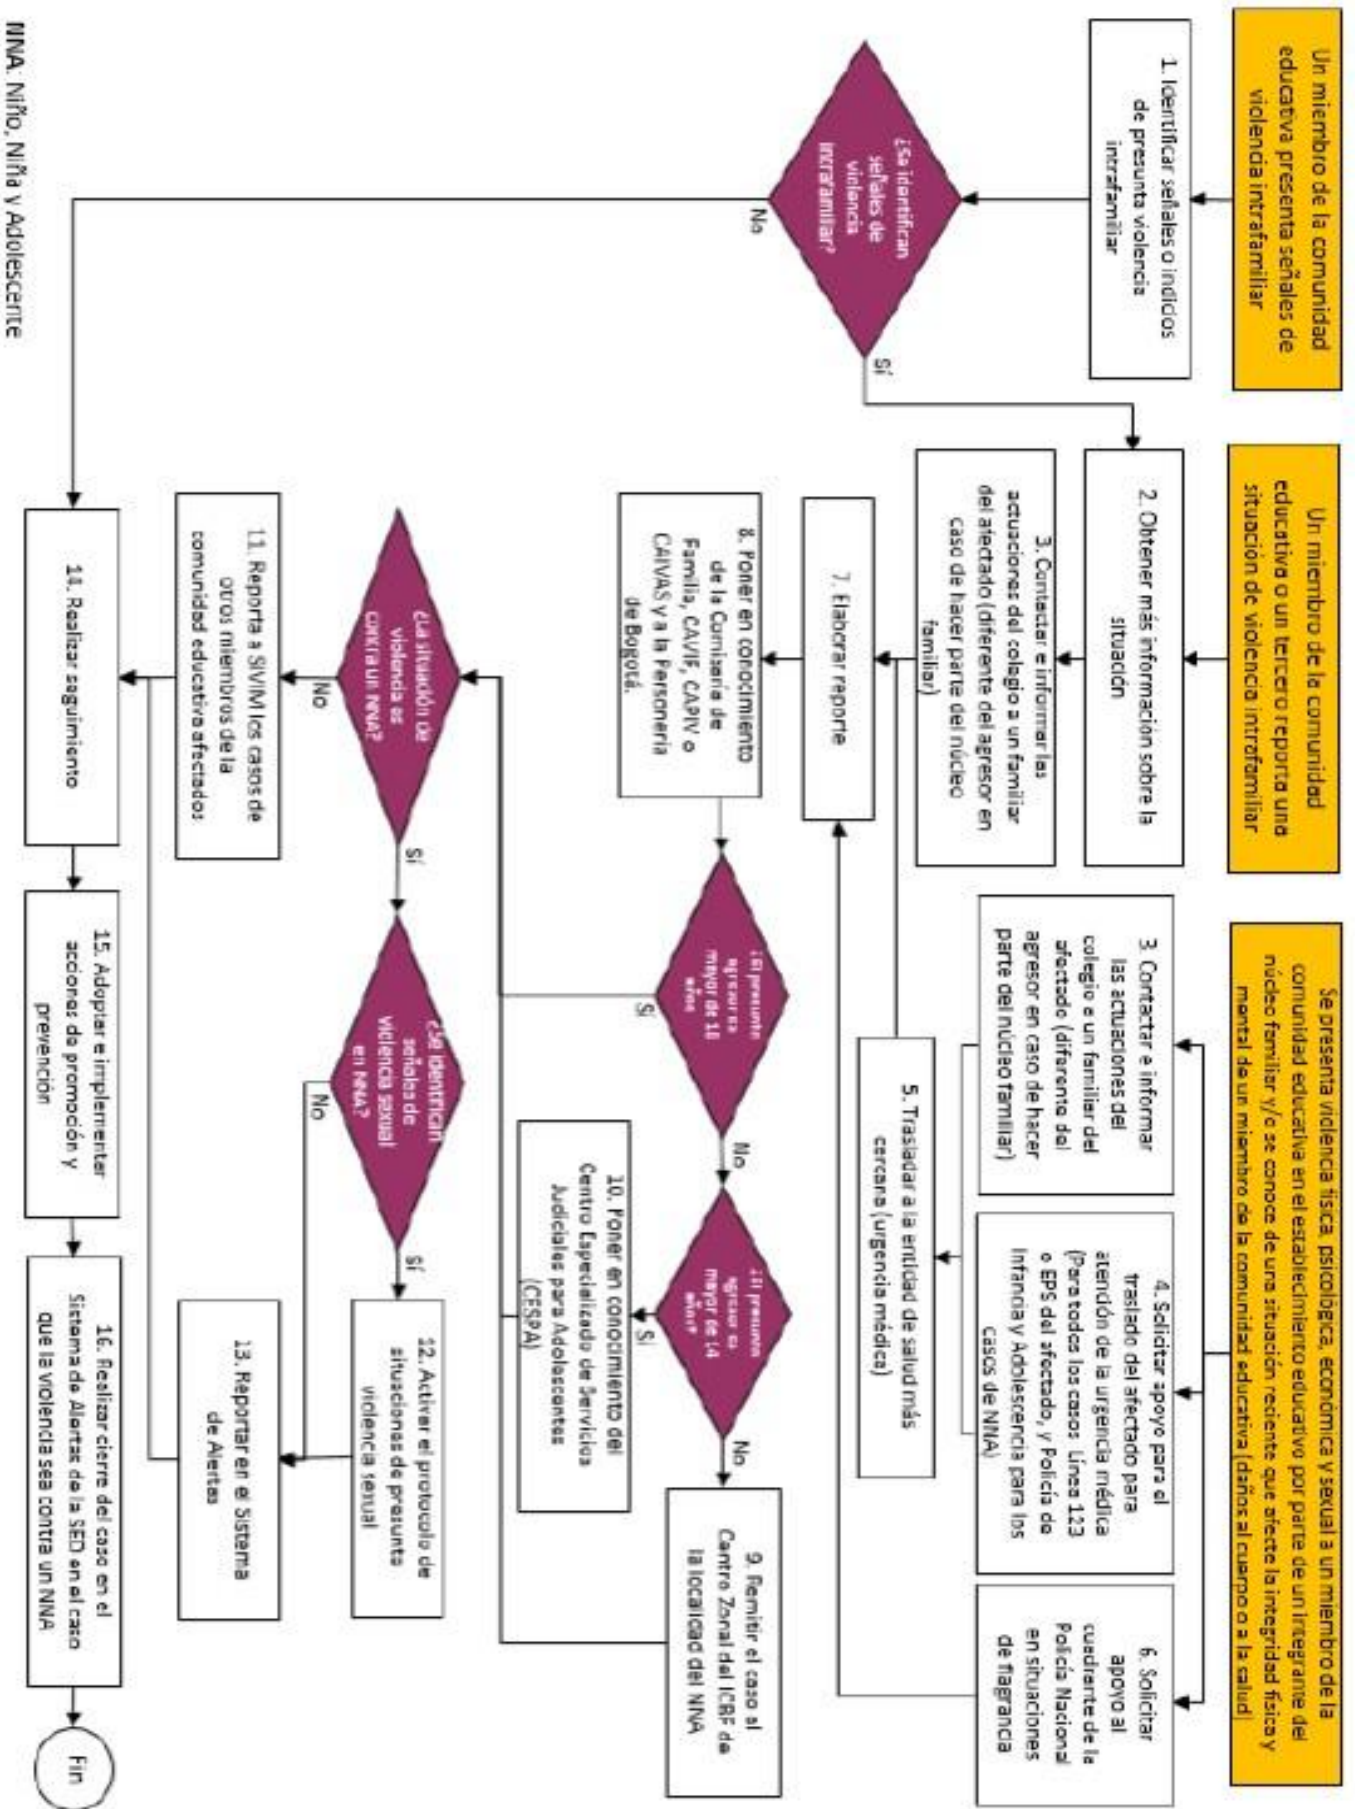 Un miembro de la comunidad
educativa presenta señales de
violencia intrafamiliar
Un miembro de la comunidad
educativa o un tercero reporta una
situación de violencia intrafamiliar
Se presenta violencia física, psicológica, económica y sexual a un miembro de la
comunidad educativa en el establecimiento educativo por parte de un integrante del
núcleo familiar y/o se conoce de una situación reciente que afecte la integridad física y
mental de un miembro de la comunidad educativa (daños al cuerpo o a la salud)
1. Identificar señales o indicios
de presunta violencia
intrafamiliar
2. Obtener más información sobre la
situación
3. Contactar e informar
las actuaciones del
colegio a un familiar del
afectado (diferente del
agresor en caso de hacer
parte del núcleo familiar)
4. Solicitar apoyo para el
traslado del afectado para
atención de la urgencia médica
(Para todos los casos Línea 123
o EPS del afectado, y Policía de
Infancia y Adolescencia para los
casos de NNA)
6. Solicitar
apoyo al
cuadrante de la
Policía Nacional
en situaciones
de flagrancia
¿Se identifican
señales de
violencia
intrafamiliar?
Sí
No
3. Contactar e informar las
actuaciones del colegio a un familiar
del afectado (diferente del agresor en
caso de hacer parte del núcleo
familiar)
5. Trasladar a la entidad de salud más
cercana (urgencia médica)
7. Elaborar reporte
8. Poner en conocimiento
de la Comisaría de
Familia, CAVIF, CAPIV o
CAIVAS y a la Personería
de Bogotá.
¿El presunto
agresor es
mayor de 18
años
Sí
No
¿El presunto
agresor es
mayor de 14
años?
Sí
No
9. Remitir el caso al
Centro Zonal del ICBF de
la localidad del NNA
10. Poner en conocimiento del
Centro Especializado de Servicios
Judiciales para Adolescentes
(CESPA)
¿La situación de
violencia es
contra un NNA?
Sí
No
¿Se identifican
señales de
violencia sexual
en NNA?
Sí
No
12. Activar el protocolo de
situaciones de presunta
violencia sexual
11. Reporta a SIVIM los casos de
otros miembros de la
comunidad educativa afectados
13. Reportar en el Sistema
de Alertas
14. Realizar seguimiento
15. Adoptar e implementar
acciones de promoción y
prevención
16. Realizar cierre del caso en el
Sistema de Alertas de la SED en el caso
que la violencia sea contra un NNA
Fin
NNA: Niño, Niña y Adolescente